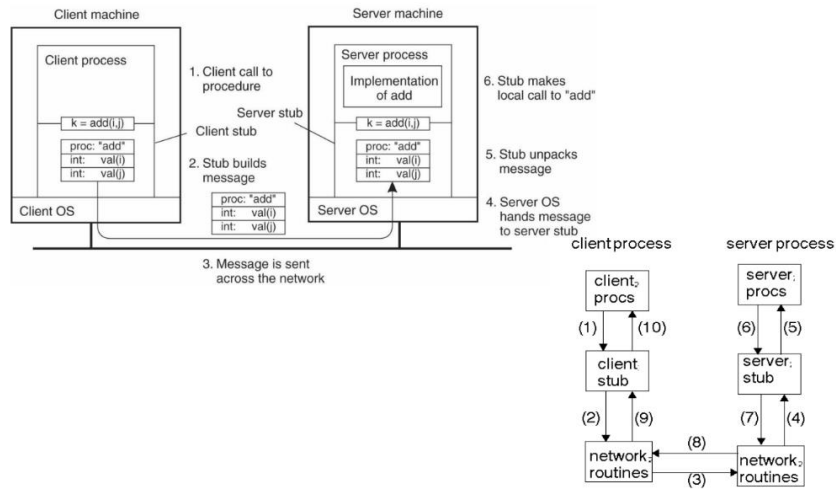 Client machine
Server machine
Client process
1. Client call to
procedure
Server process
Implementation
of add
6. Stub makes
local call to "add"
Server stub
k = add(i,j)
k = add(i,j)
Client stub
proc: "add"
int: val(i)
int: val(j)
2. Stub builds
message
proc: "add"
int: val(i)
int: val(j)
5. Stub unpacks
message
proc: "add"
int: val(i)
int: val(j)
Client OS
Server OS
4. Server OS
hands message
to server stub
3. Message is sent
across the network
client process
server process
client
procs
server
procs
(1)
(10)
(6)
(5)
client
stub
server
stub
(2)
(9)
(7)
(4)
(8)
network
routines
(3)
network
routines